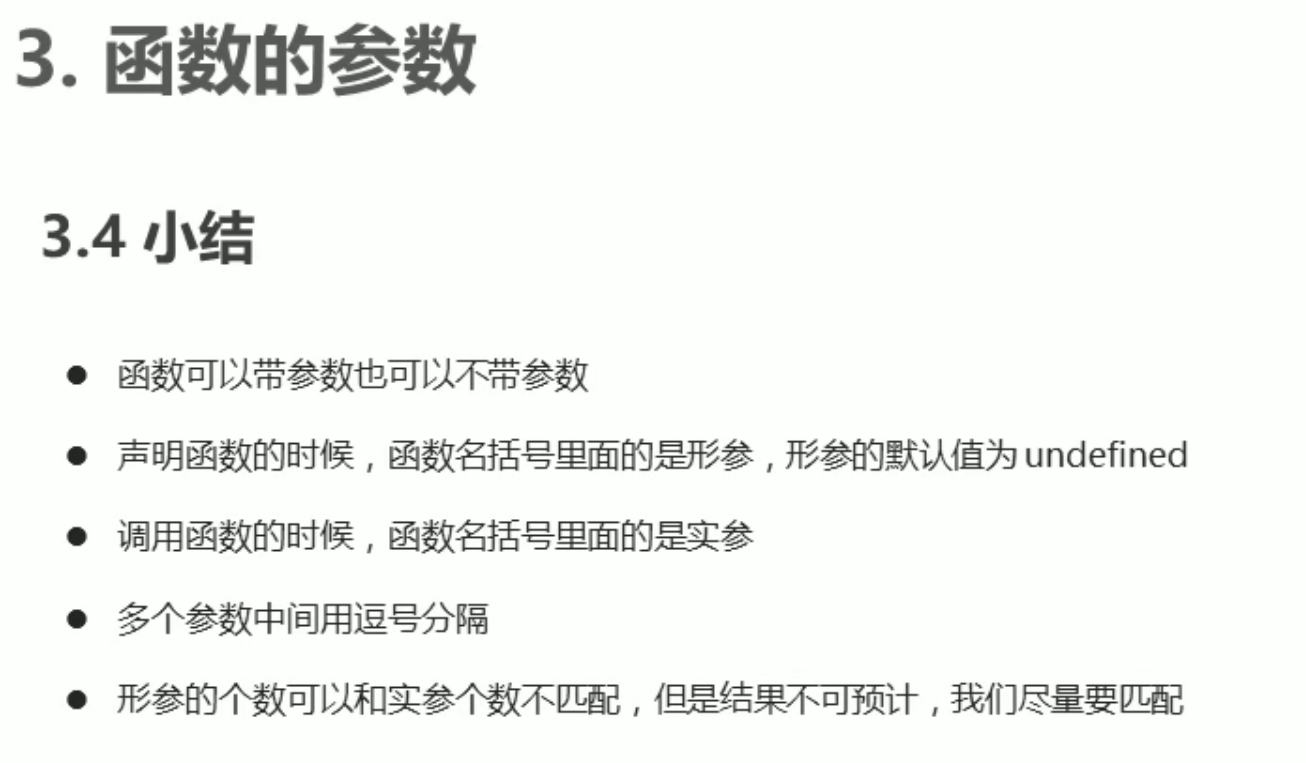 3. 函数的参数
3.4 小结
● 函数可以带参数也可以不带参数
● 声明函数的时候，函数名括号里面的是形参，形参的默认值为 undefined
● 调用函数的时候，函数名括号里面的是实参
● 多个参数中间用逗号分隔
● 形参的个数可以和实参个数不匹配，但是结果不可预计，我们尽量要匹配